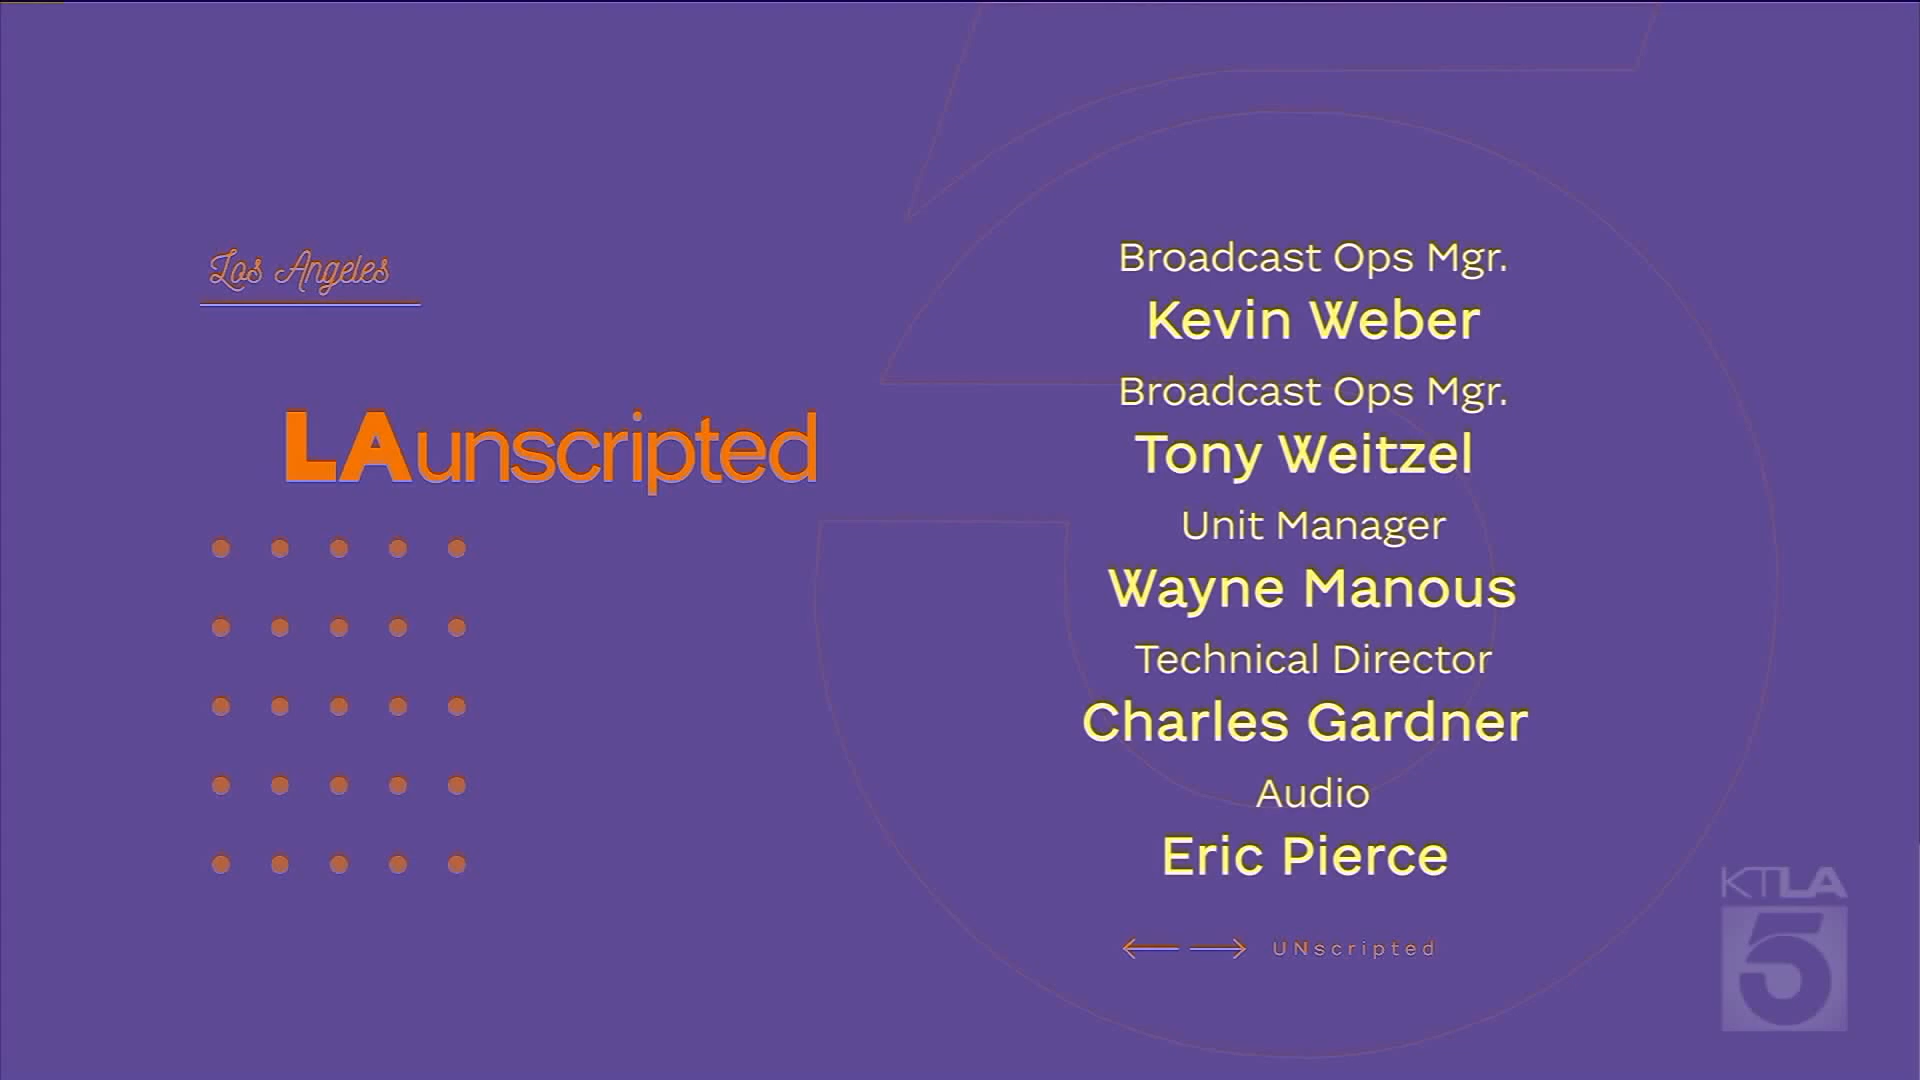 Los Angeles
LAunscripted
Broadcast Ops Mgr.
Kevin Weber
Broadcast Ops Mgr.
Tony Weitzel
Unit Manager
Wayne Manous
Technical Director
Charles Gardner
Audio
Eric Pierce
UNscripted
KTLA
5